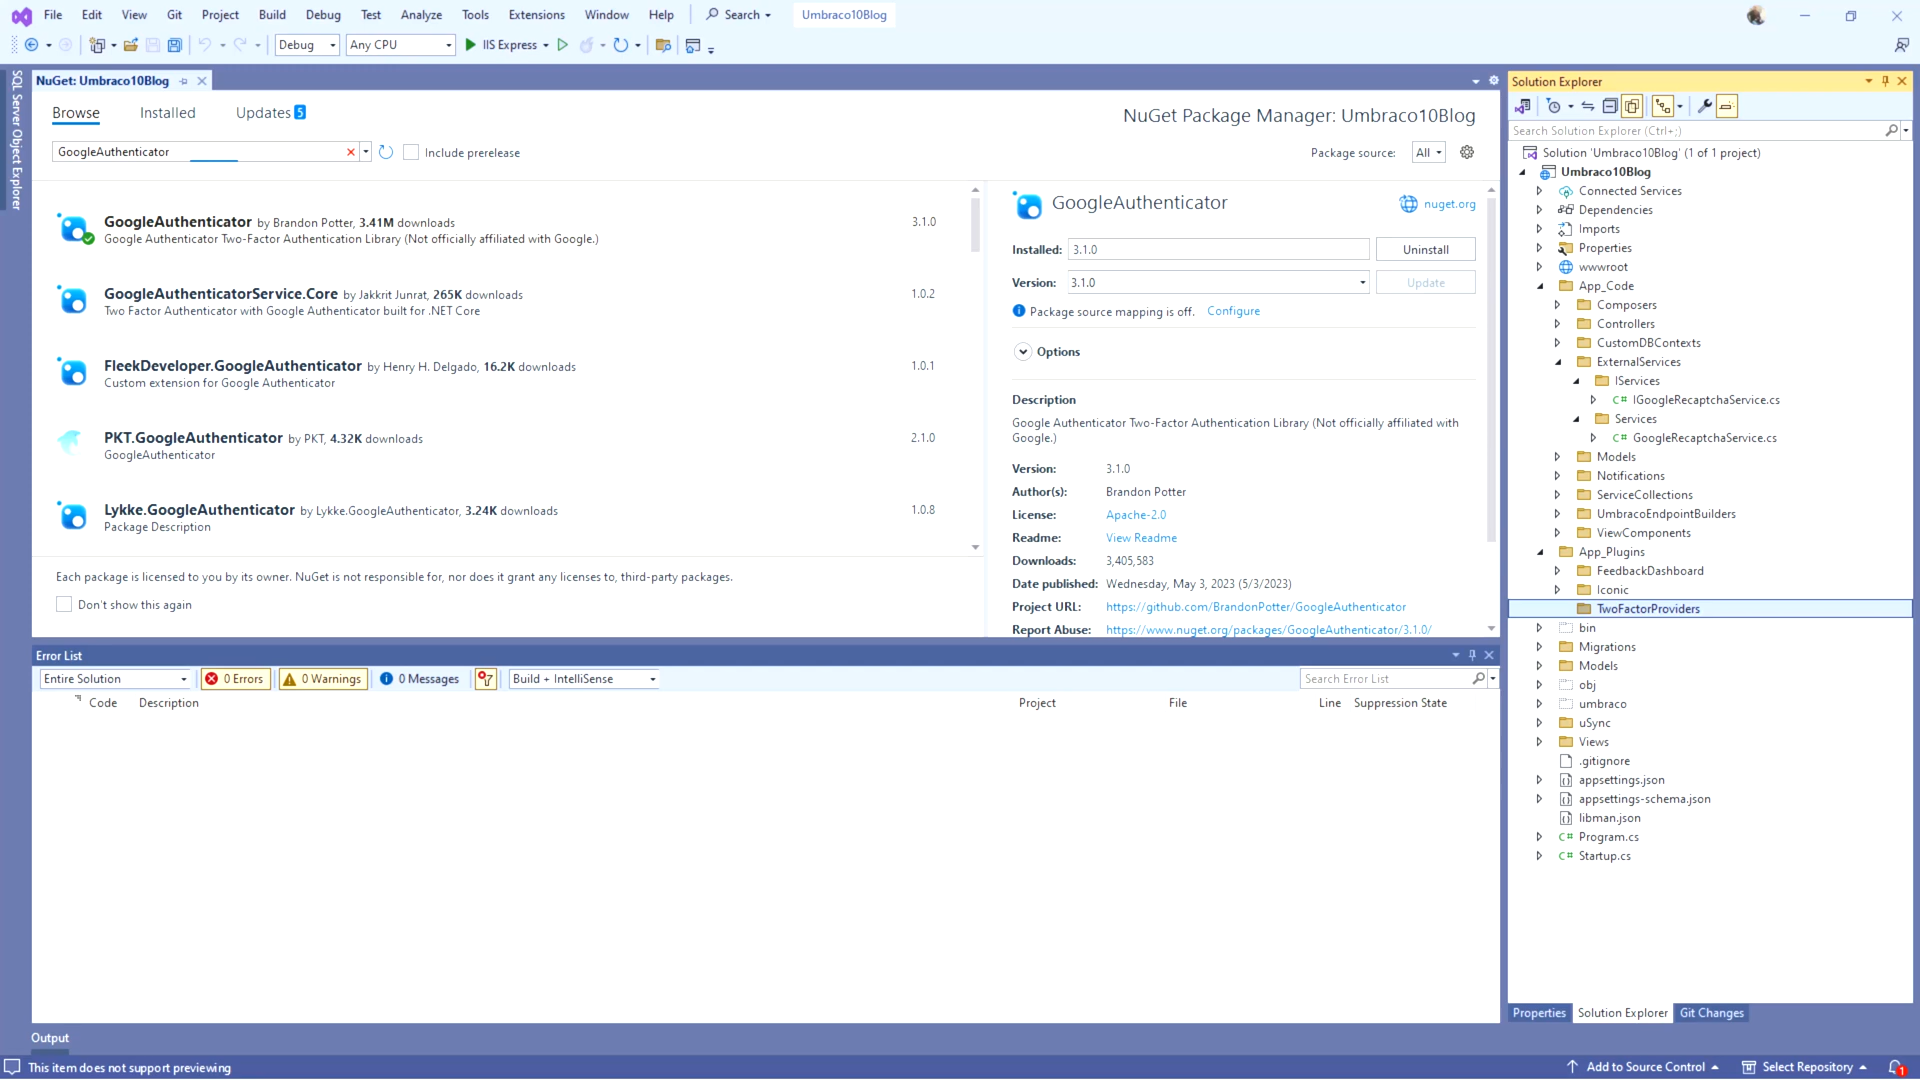 File Edit View Git Project Build Debug Test Analyze Tools Extensions Window Help Search Umbraco10Blog
Debug Any CPU IIS Express
SQL Server Object Explorer
NuGet: Umbraco10Blog
Browse Installed Updates 5
NuGet Package Manager: Umbraco10Blog
GoogleAuthenticator
Include prerelease
Package source: All
GoogleAuthenticator by Brandon Potter, 3.41M downloads 3.1.0
Google Authenticator Two-Factor Authentication Library (Not officially affiliated with Google.)
GoogleAuthenticatorService.Core by Jakkrit Junrat, 265K downloads 1.0.2
Two Factor Authenticator with Google Authenticator built for .NET Core
FleekDeveloper.GoogleAuthenticator by Henry H. Delgado, 16.2K downloads 1.0.1
Custom extension for Google Authenticator
PKT.GoogleAuthenticator by PKT, 4.32K downloads 2.1.0
GoogleAuthenticator
Lykke.GoogleAuthenticator by Lykke.GoogleAuthenticator, 3.24K downloads 1.0.8
Package Description
Each package is licensed to you by its owner. NuGet is not responsible for, nor does it grant any licenses to, third-party packages.
Don't show this again
GoogleAuthenticator nuget.org
Installed: 3.1.0 Uninstall
Version: 3.1.0 Update
Package source mapping is off. Configure
Options
Description
Google Authenticator Two-Factor Authentication Library (Not officially affiliated with
Google.)
Version: 3.1.0
Author(s): Brandon Potter
License: Apache-2.0
Readme: View Readme
Downloads: 3,405,583
Date published: Wednesday, May 3, 2023 (5/3/2023)
Project URL: https://github.com/BrandonPotter/GoogleAuthenticator
Report Abuse: https://www.nuget.org/packages/GoogleAuthenticator/3.1.0/
Error List
Entire Solution 0 Errors 0 Warnings 0 Messages Build + IntelliSense Search Error List
Code Description Project File Line Suppression State
Output
This item does not support previewing
Solution Explorer
Search Solution Explorer (Ctrl+;)
Solution 'Umbraco10Blog' (1 of 1 project)
Umbraco10Blog
Connected Services
Dependencies
Imports
Properties
wwwroot
App_Code
Composers
Controllers
CustomDBContexts
ExternalServices
IServices
C# IGoogleRecaptchaService.cs
Services
C# GoogleRecaptchaService.cs
Models
Notifications
ServiceCollections
UmbracoEndpointBuilders
ViewComponents
App_Plugins
FeedbackDashboard
Iconic
TwoFactorProviders
bin
Migrations
Models
obj
umbraco
uSync
Views
.gitignore
appsettings.json
appsettings-schema.json
libman.json
C# Program.cs
C# Startup.cs
Properties Solution Explorer Git Changes
Add to Source Control Select Repository 1